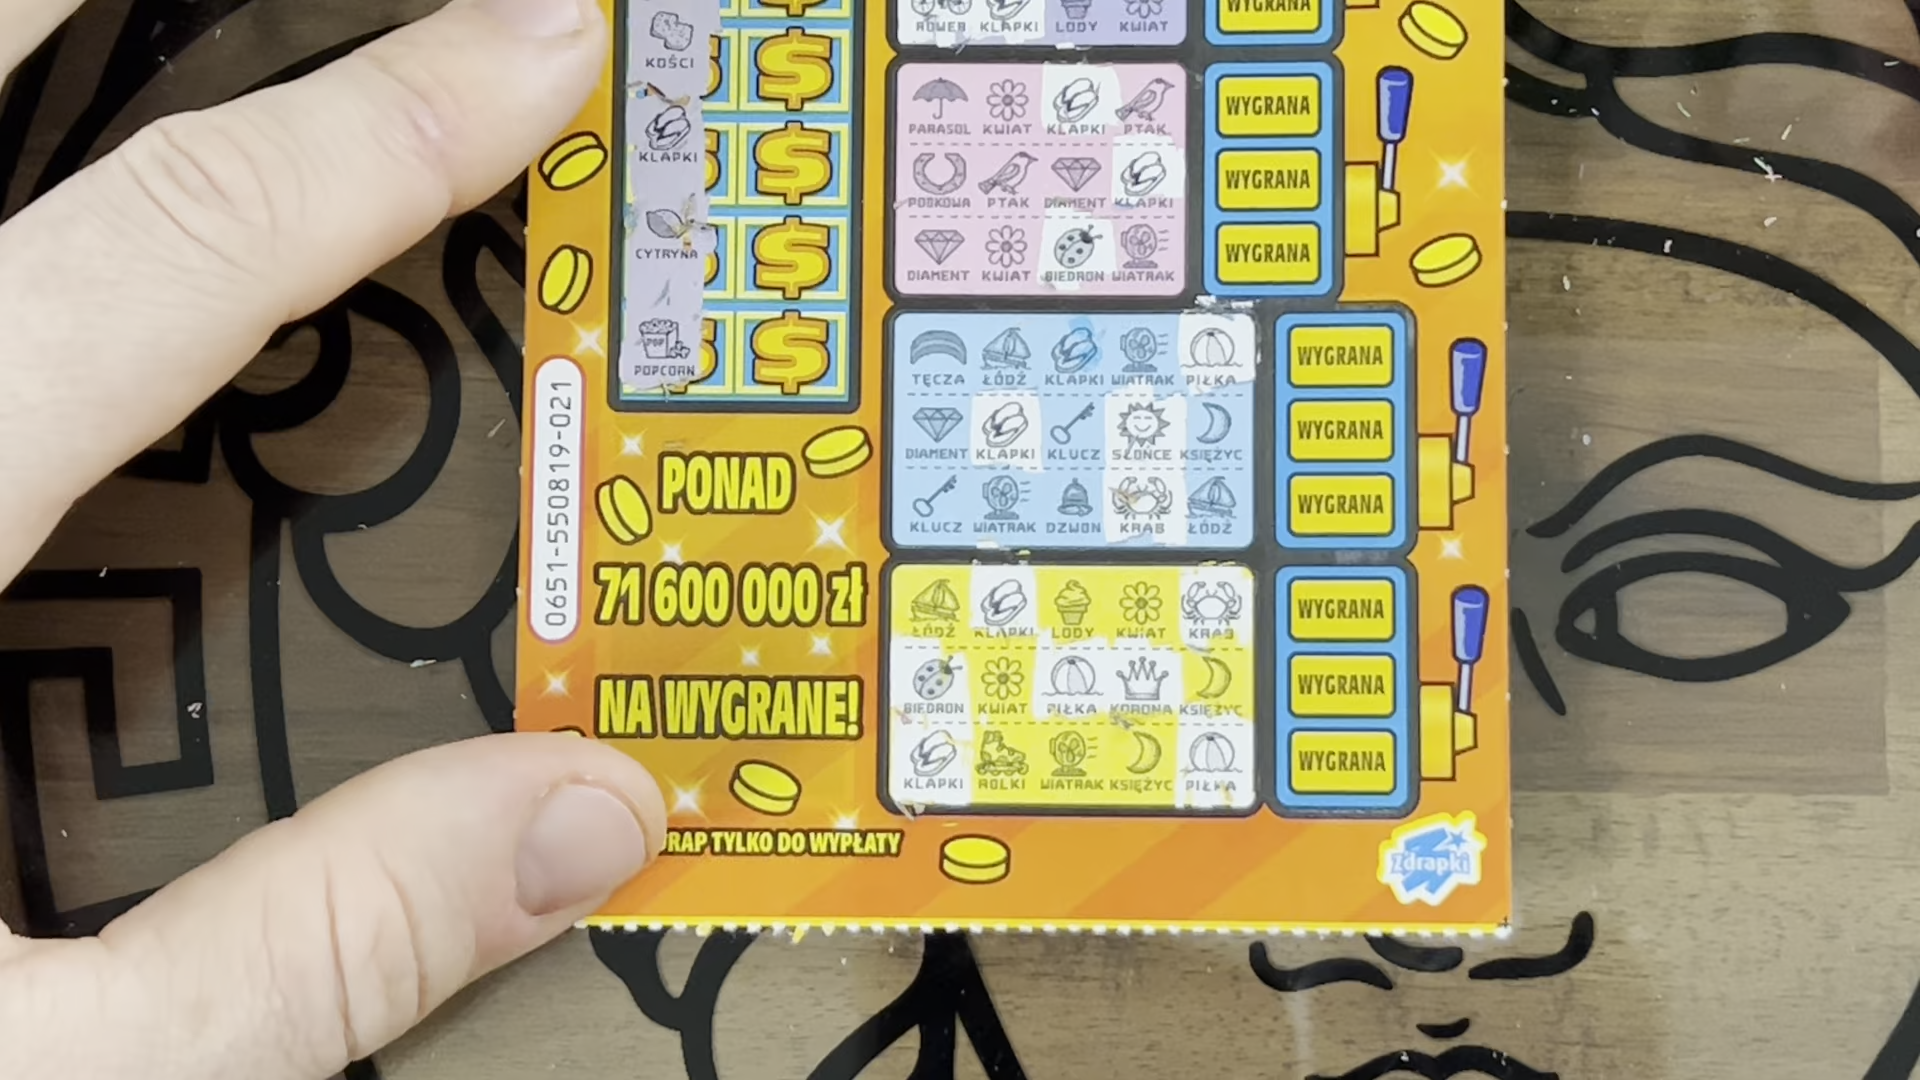 KOŚCI
KLAPKI
CYTRYNA
POPCORN
0651-550819-021
PONAD
71 600 000 zł
NA WYGRANE!
RAP TYLKO DO WYPŁATY
ROWER KLAPKI LODY KWIAT
WYGRANA
PARASOL KWIAT KLAPKI PTAK
WYGRANA
PODKOWA PTAK DIAMENT KLAPKI
WYGRANA
DIAMENT KWIAT BIEDRON WIATRAK
WYGRANA
TĘCZA ŁÓDŹ KLAPKI WIATRAK PIŁKA
WYGRANA
DIAMENT KLAPKI KLUCZ SŁOŃCE KSIĘŻYC
WYGRANA
KLUCZ WIATRAK DZWON KRAB ŁÓDŹ
WYGRANA
ŁÓDŹ KLAPKI LODY KWIAT KRAB
WYGRANA
BIEDRON KWIAT PIŁKA KORONA KSIĘŻYC
WYGRANA
KLAPKI ROLKI WIATRAK KSIĘŻYC PIŁKA
WYGRANA
Zdrapki